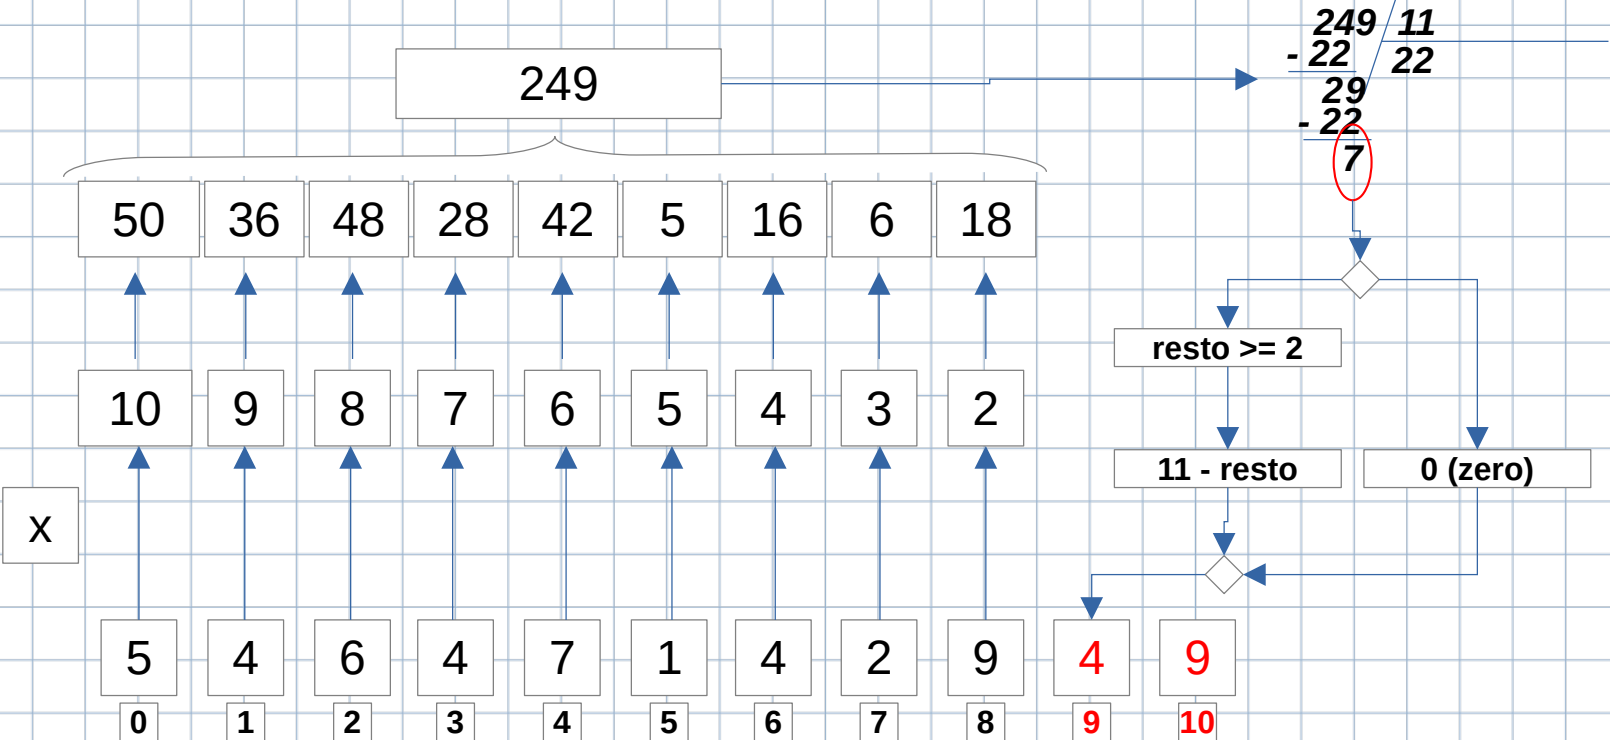 249 11
- 22 22
249
29
- 22
7
50 36 48 28 42 5 16 6 18
resto >= 2
10 9 8 7 6 5 4 3 2
11 - resto 0 (zero)
x
5 4 6 4 7 1 4 2 9 4 9
0 1 2 3 4 5 6 7 8 9 10